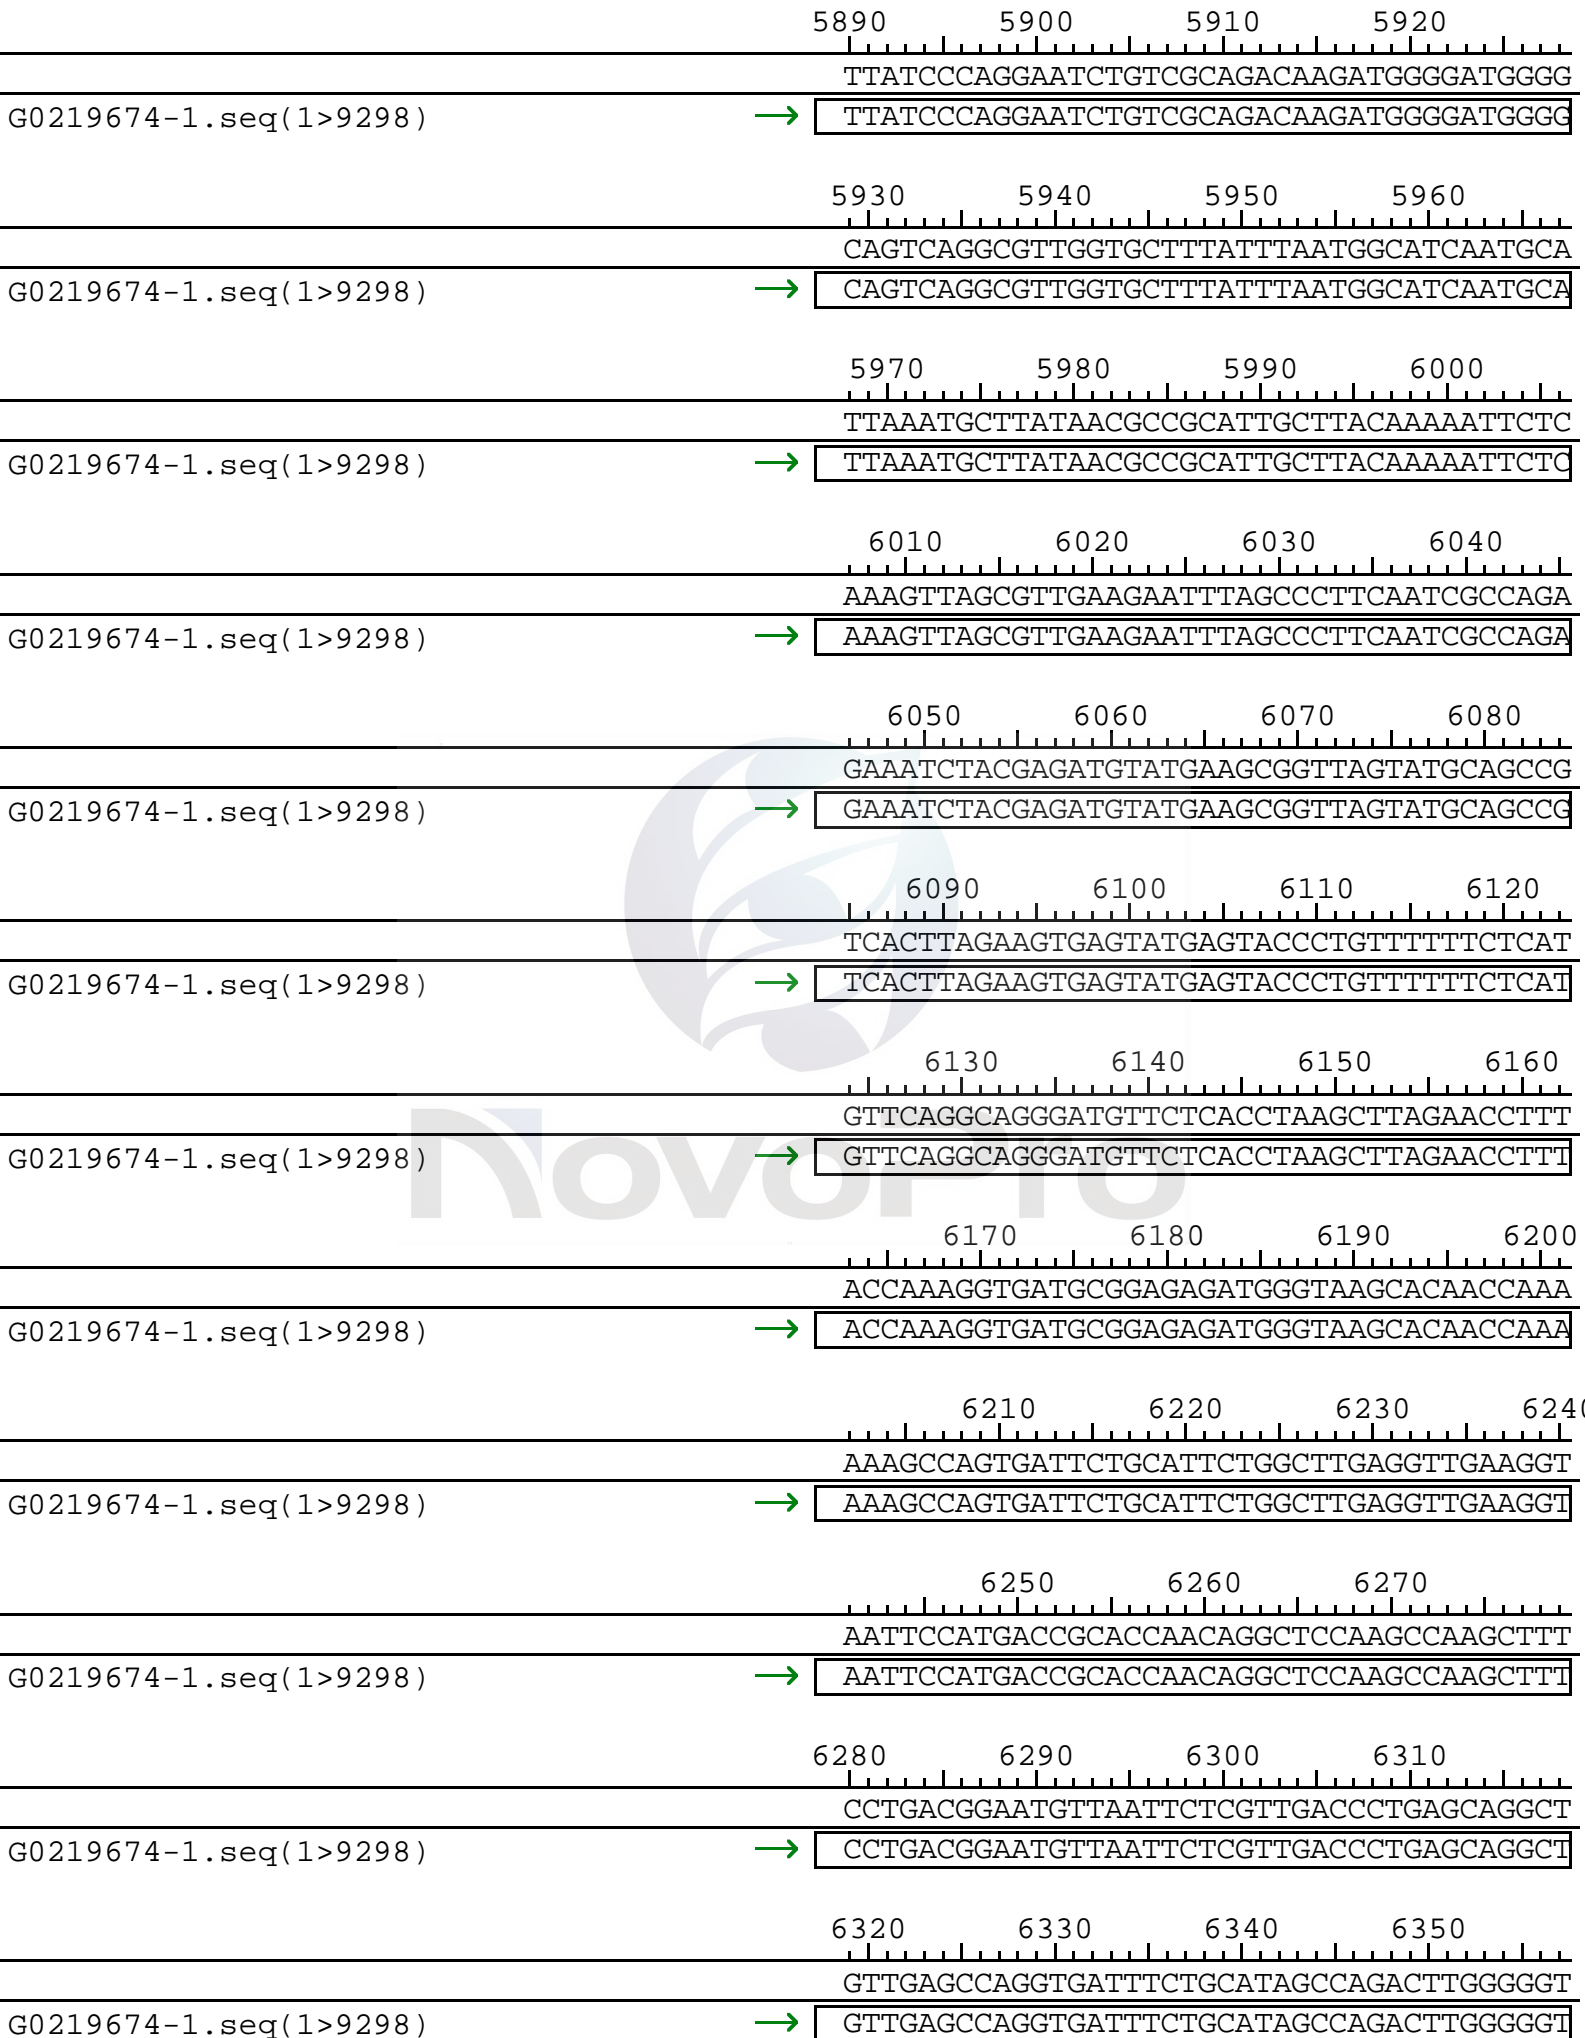 5890 5900 5910 5920
TTATCCCAGGAATCTGTCGCAGACAAGATGGGGATGGGG
G0219674-1.seq(1>9298) → TTATCCCAGGAATCTGTCGCAGACAAGATGGGGATGGGG
5930 5940 5950 5960
CAGTCAGGCGTTGGTGCTTTATTTAATGGCATCAATGCA
G0219674-1.seq(1>9298) → CAGTCAGGCGTTGGTGCTTTATTTAATGGCATCAATGCA
5970 5980 5990 6000
TTAAATGCTTATAACGCCGCATTGCTTACAAAAATTCTC
G0219674-1.seq(1>9298) → TTAAATGCTTATAACGCCGCATTGCTTACAAAAATTCTC
6010 6020 6030 6040
AAAGTTAGCGTTGAAGAATTTAGCCCTTCAATCGCCAGA
G0219674-1.seq(1>9298) → AAAGTTAGCGTTGAAGAATTTAGCCCTTCAATCGCCAGA
6050 6060 6070 6080
GAAATCTACGAGATGTATGAAGCGGTTAGTATGCAGCCG
G0219674-1.seq(1>9298) → GAAATCTACGAGATGTATGAAGCGGTTAGTATGCAGCCG
6090 6100 6110 6120
TCACTTAGAAGTGAGTATGAGTACCCTGTTTTTTCTCAT
G0219674-1.seq(1>9298) → TCACTTAGAAGTGAGTATGAGTACCCTGTTTTTTCTCAT
6130 6140 6150 6160
GTTCAGGCAGGGATGTTCTCACCTAAGCTTAGAACCTTT
G0219674-1.seq(1>9298) → GTTCAGGCAGGGATGTTCTCACCTAAGCTTAGAACCTTT
NovoPro
6170 6180 6190 6200
ACCAAAGGTGATGCGGAGAGATGGGTAAGCACAACCAAA
G0219674-1.seq(1>9298) → ACCAAAGGTGATGCGGAGAGATGGGTAAGCACAACCAAA
6210 6220 6230 6240
AAAGCCAGTGATTCTGCATTCTGGCTTGAGGTTGAAGGT
G0219674-1.seq(1>9298) → AAAGCCAGTGATTCTGCATTCTGGCTTGAGGTTGAAGGT
6250 6260 6270
AATTCCATGACCGCACCAACAGGCTCCAAGCCAAGCTTT
G0219674-1.seq(1>9298) → AATTCCATGACCGCACCAACAGGCTCCAAGCCAAGCTTT
6280 6290 6300 6310
CCTGACGGAATGTTAATTCTCGTTGACCCTGAGCAGGCT
G0219674-1.seq(1>9298) → CCTGACGGAATGTTAATTCTCGTTGACCCTGAGCAGGCT
6320 6330 6340 6350
GTTGAGCCAGGTGATTTCTGCATAGCCAGACTTGGGGGT
G0219674-1.seq(1>9298) → GTTGAGCCAGGTGATTTCTGCATAGCCAGACTTGGGGGT